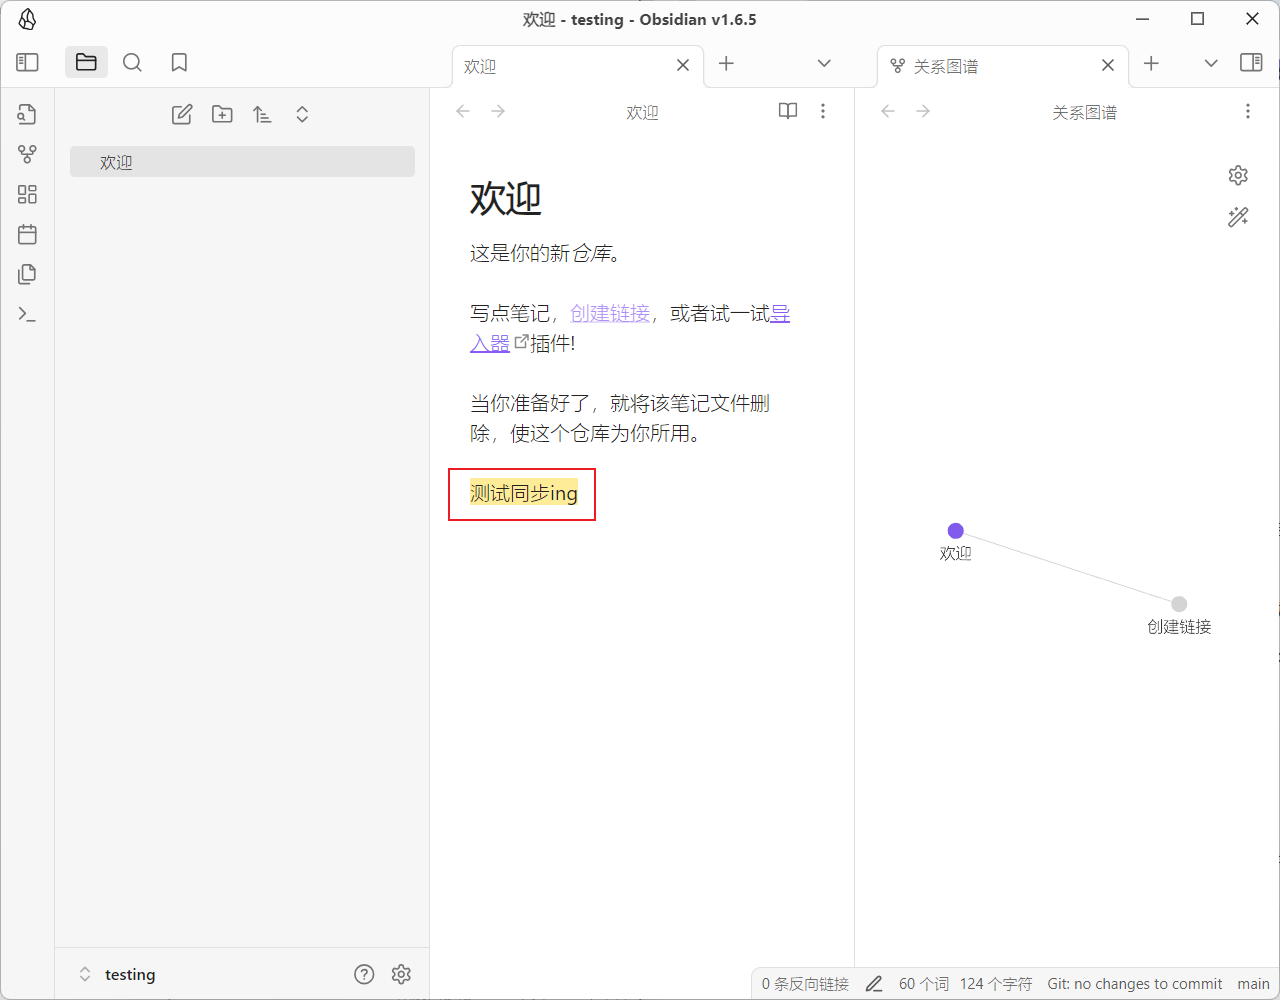 欢迎 - testing - Obsidian v1.6.5
欢迎
关系图谱
欢迎
关系图谱
欢迎
欢迎
这是你的新仓库。
写点笔记，创建链接，或者试一试导
入器插件!
当你准备好了，就将该笔记文件删
除，使这个仓库为你所用。
测试同步ing
欢迎
创建链接
testing
0 条反向链接 60 个词 124 个字符 Git: no changes to commit main